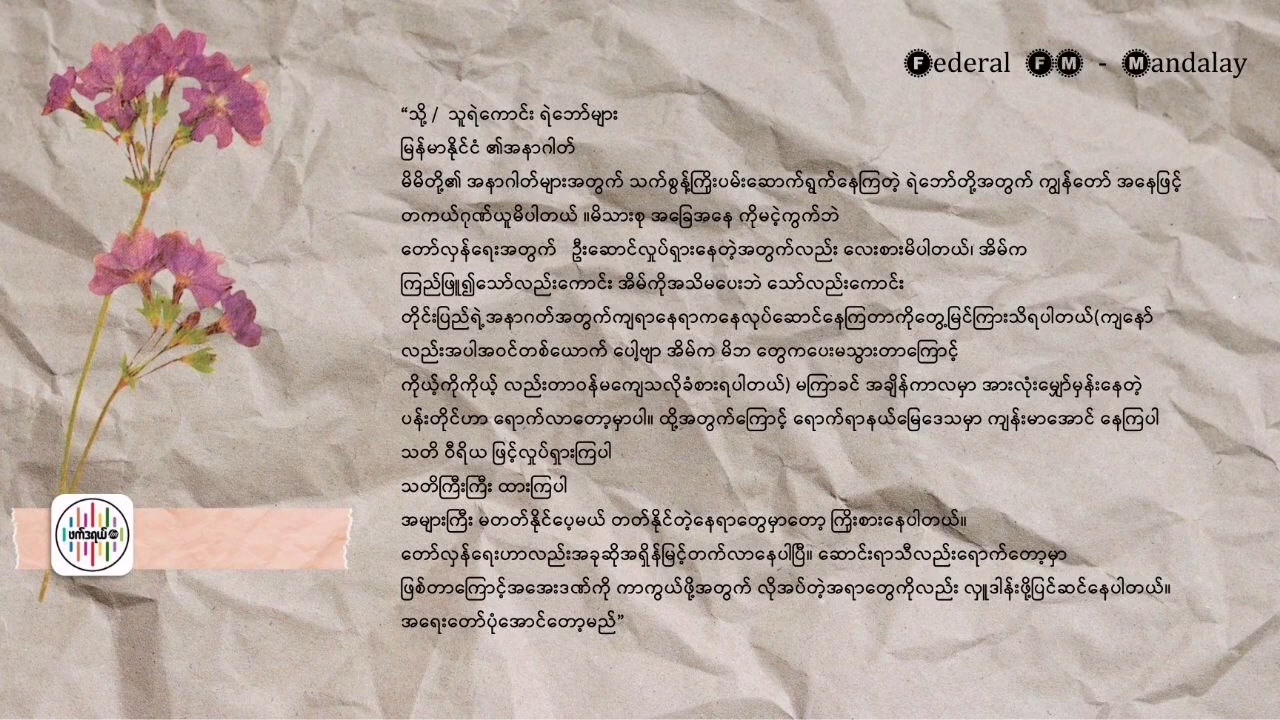 Federal FM - Mandalay
“သို့ / သူရဲကောင်း ရဲဘော်များ
မြန်မာနိုင်ငံ ၏အနာဂါတ်
မိမိတို့၏ အနာဂါတ်များအတွက် သက်စွန့်ကြိုးပမ်းဆောက်ရွက်နေကြတဲ့ ရဲဘော်တို့အတွက် ကျွန်တော် အနေဖြင့်
တကယ်ဂုဏ်ယူမိပါတယ် ။မိသားစု အခြေအနေ ကိုမငဲ့ကွက်ဘဲ
တော်လှန်ရေးအတွက် ဦးဆောင်လှုပ်ရှားနေတဲ့အတွက်လည်း လေးစားမိပါတယ်၊ အိမ်က
ကြည်ဖြူ၍သော်လည်းကောင်း အိမ်ကိုအသိမပေးဘဲ သော်လည်းကောင်း
တိုင်းပြည်ရဲ့အနာဂတ်အတွက်ကျရာနေရာကနေလုပ်ဆောင်နေကြတာကိုတွေ့မြင်ကြားသိရပါတယ်(ကျနော်
လည်းအပါအဝင်တစ်ယောက် ပေါ့ဗျာ အိမ်က မိဘ တွေကပေးမသွားတာကြောင့်
ကိုယ့်ကိုကိုယ့် လည်းတာဝန်မကျေသလိုခံစားရပါတယ်) မကြာခင် အချိန်ကာလမှာ အားလုံးမျှော်မှန်းနေတဲ့
ပန်းတိုင်ဟာ ရောက်လာတော့မှာပါ။ ထို့အတွက်ကြောင့် ရောက်ရာနယ်မြေဒေသမှာ ကျန်းမာအောင် နေကြပါ
သတိ ဝီရိယ ဖြင့်လှုပ်ရှားကြပါ
သတိကြီးကြီး ထားကြပါ
အများကြီး မတတ်နိုင်ပေ့မယ် တတ်နိုင်တဲ့နေရာတွေမှာတော့ ကြိုးစားနေပါတယ်။
တော်လှန်ရေးဟာလည်းအခုဆိုအရှိန်မြင့်တက်လာနေပါပြီ။ ဆောင်းရာသီလည်းရောက်တော့မှာ
ဖြစ်တာကြောင့်အအေးဒဏ်ကို ကာကွယ်ဖို့အတွက် လိုအပ်တဲ့အရာတွေကိုလည်း လှူဒါန်းဖို့ပြင်ဆင်နေပါတယ်။
အရေးတော်ပုံအောင်တော့မည်”
ဖက်ဒရယ် FM